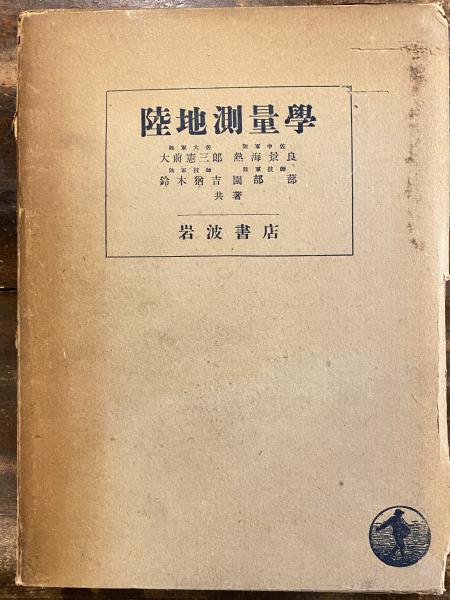 陸地測量學
陸軍大佐 陸軍中佐
大前憲三郎 熱海景良
陸軍技師 陸軍技師
鈴木猶吉 園部蔀
共著
岩波書店